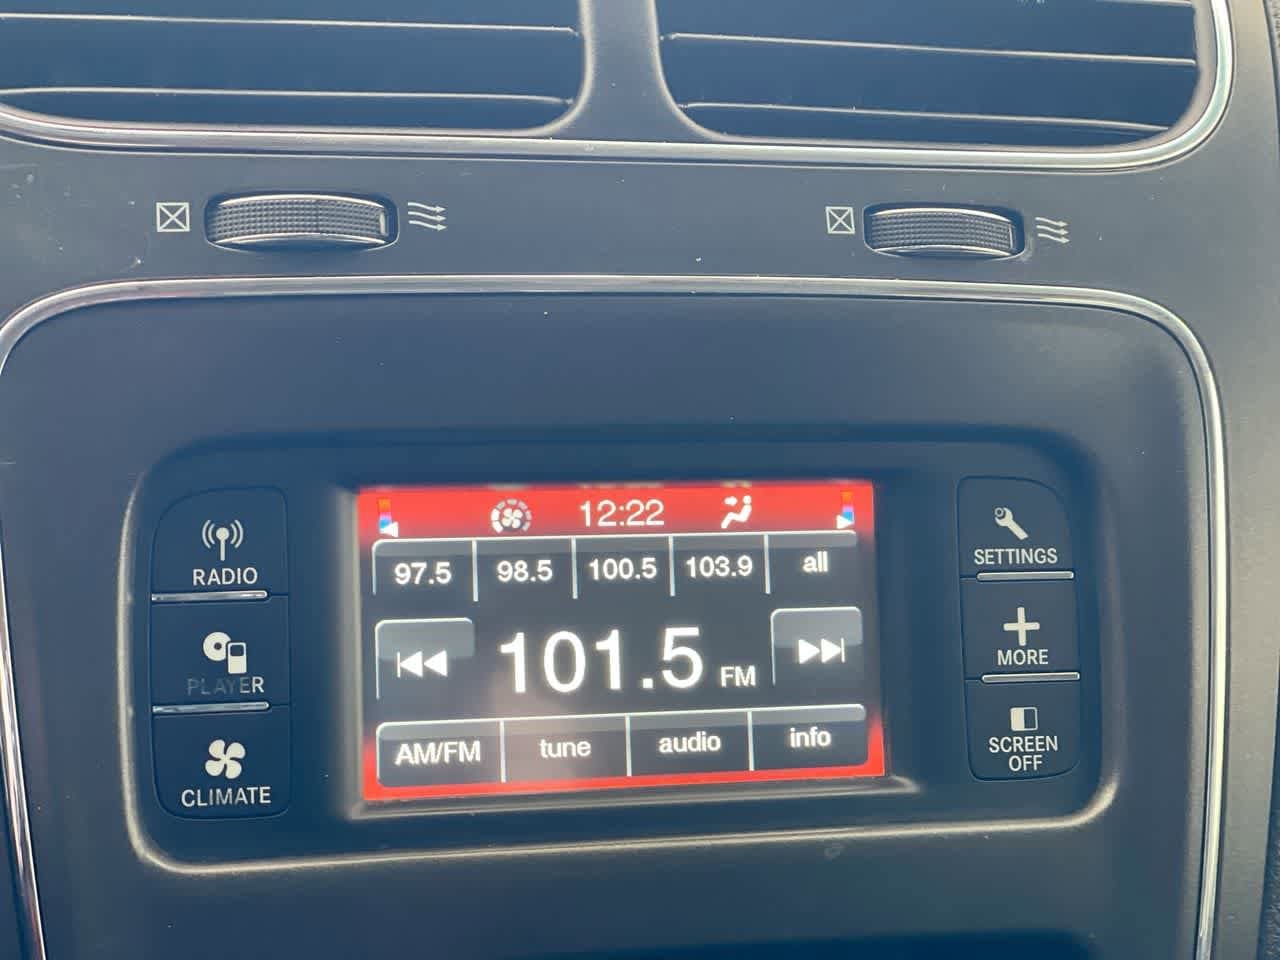 12:22
97.5 98.5 100.5 103.9 all
101.5 FM
AM/FM tune audio info
RADIO
PLAYER
CLIMATE
SETTINGS
MORE
SCREEN
OFF